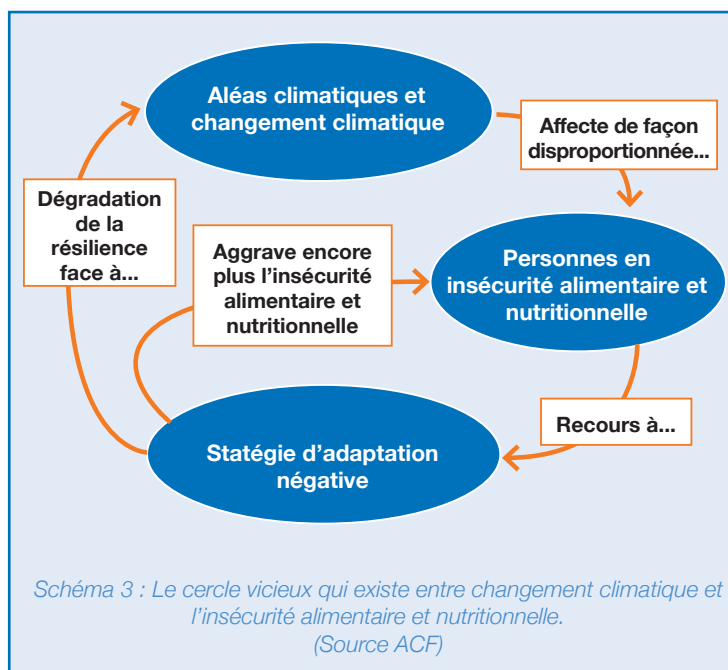 Aléas climatiques et
changement climatique
Affecte de façon
disproportionnée...
Dégradation
de la
résilience
face à...
Aggrave encore
plus l’insécurité
alimentaire et
nutritionnelle
Personnes en
insécurité alimentaire et
nutritionnelle
Recours à...
Statégie d’adaptation
négative
Schéma 3 : Le cercle vicieux qui existe entre changement climatique et
l’insécurité alimentaire et nutritionnelle.
(Source ACF)